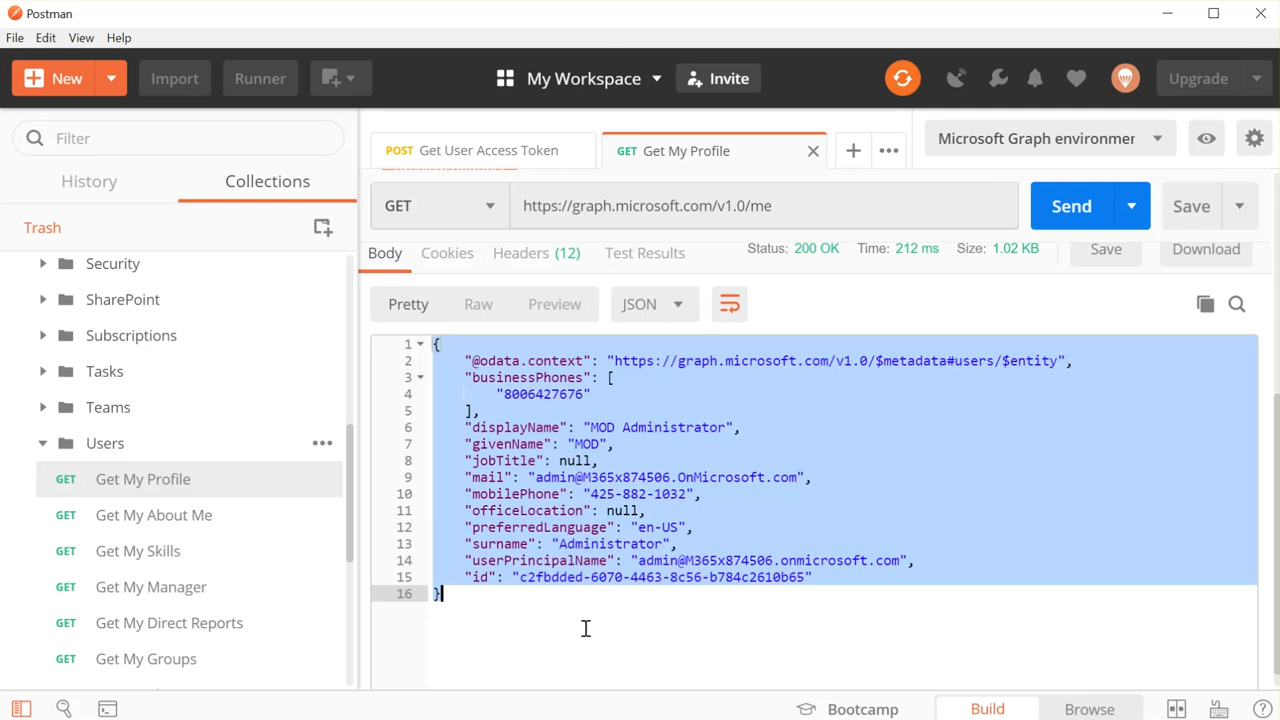 Postman
File Edit View Help
New Import Runner My Workspace Invite Upgrade
Filter
History Collections
Trash
Security
SharePoint
Subscriptions
Tasks
Teams
Users
GET Get My Profile
GET Get My About Me
GET Get My Skills
GET Get My Manager
GET Get My Direct Reports
GET Get My Groups
POST Get User Access Token GET Get My Profile Microsoft Graph environmer
GET https://graph.microsoft.com/v1.0/me Send Save
Body Cookies Headers (12) Test Results Status: 200 OK Time: 212 ms Size: 1.02 KB Save Download
Pretty Raw Preview JSON
1 {
2 "@odata.context": "https://graph.microsoft.com/v1.0/$metadata#users/$entity",
3 "businessPhones": [
4 "8006427676"
5 ],
6 "displayName": "MOD Administrator",
7 "givenName": "MOD",
8 "jobTitle": null,
9 "mail": "admin@M365x874506.OnMicrosoft.com",
10 "mobilePhone": "425-882-1032",
11 "officeLocation": null,
12 "preferredLanguage": "en-US",
13 "surname": "Administrator",
14 "userPrincipalName": "admin@M365x874506.onmicrosoft.com",
15 "id": "c2fbdded-6070-4463-8c56-b784c2610b65"
16 }
Bootcamp Build Browse